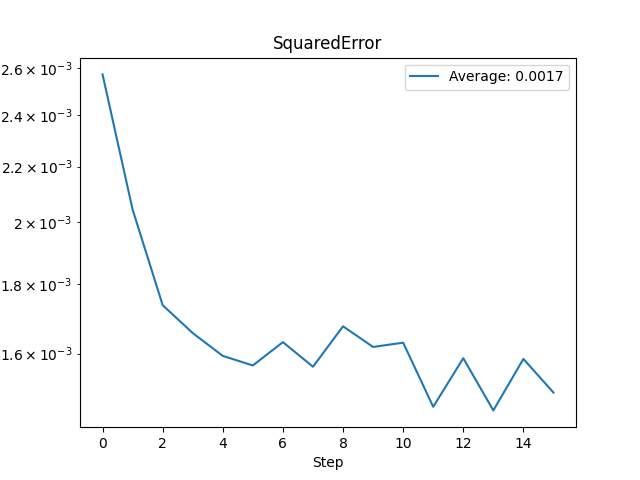 SquaredError
Average: 0.0017
2.6 × 10⁻³
2.4 × 10⁻³
2.2 × 10⁻³
2 × 10⁻³
1.8 × 10⁻³
1.6 × 10⁻³
0 2 4 6 8 10 12 14
Step